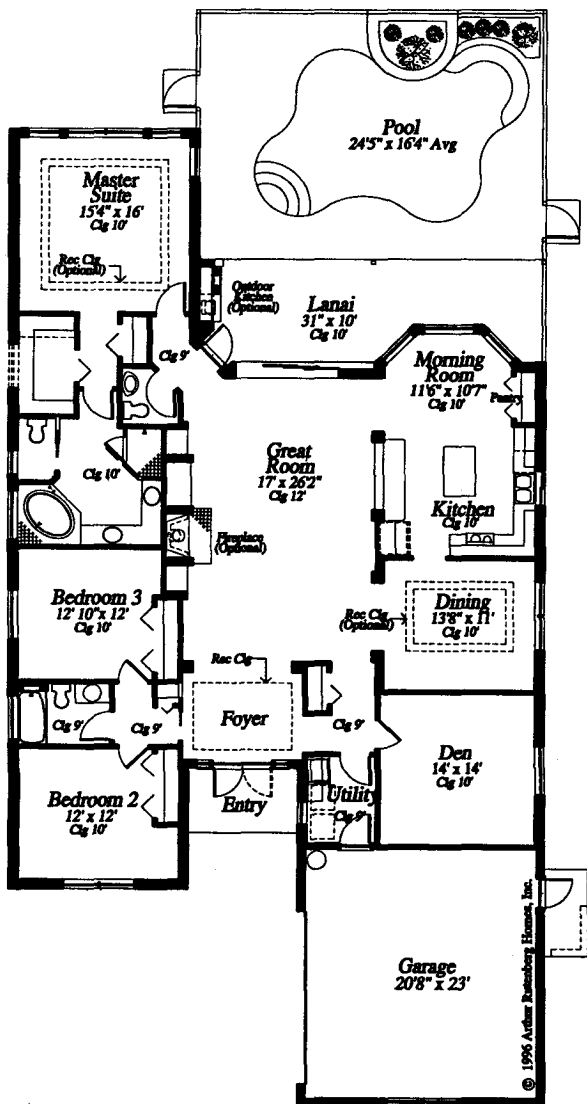 Pool
24'5" x 16'4" Avg
Master
Suite
15'4" x 16'
Clg 10'
Rec Clg
(Optional)
Outdoor
Kitchen
(Optional)
Lanai
31" x 10'
Clg 10'
Clg 9'
Morning
Room
11'6" x 10'7"
Clg 10'
Pantry
Clg 10'
Great
Room
17' x 26'2"
Clg 12'
Kitchen
Clg 10'
Fireplace
(Optional)
Bedroom 3
12' 10" x 12'
Clg 10'
Rec Clg
(Optional)
Dining
13'8" x 11'
Clg 10'
Rec Clg
Foyer
Clg 9'
Clg 9'
Clg 9'
Den
14' x 14'
Clg 10'
Bedroom 2
12' x 12'
Clg 10'
Entry
Utility
Clg 9'
Garage
20'8" x 23'
© 1996 Arthur Rutenberg Homes, Inc.